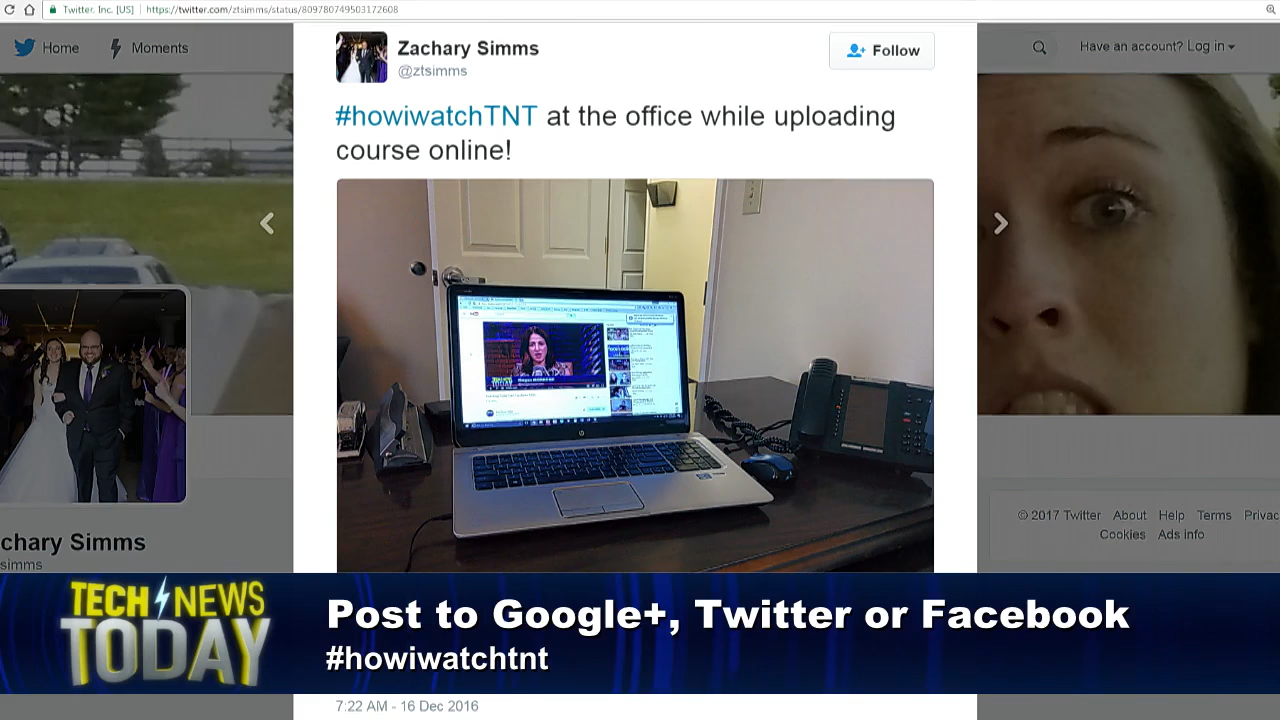 Twitter, Inc. [US] | https://twitter.com/ztsimms/status/809780749503172608
Home
Moments
Have an account? Log in
Zachary Simms
@ztsimms
Follow
#howiwatchTNT at the office while uploading
course online!
chary Simms
simms
© 2017 Twitter About Help Terms Privac
Cookies Ads info
TECH NEWS
TODAY
Post to Google+, Twitter or Facebook
#howiwatchtnt
7:22 AM - 16 Dec 2016